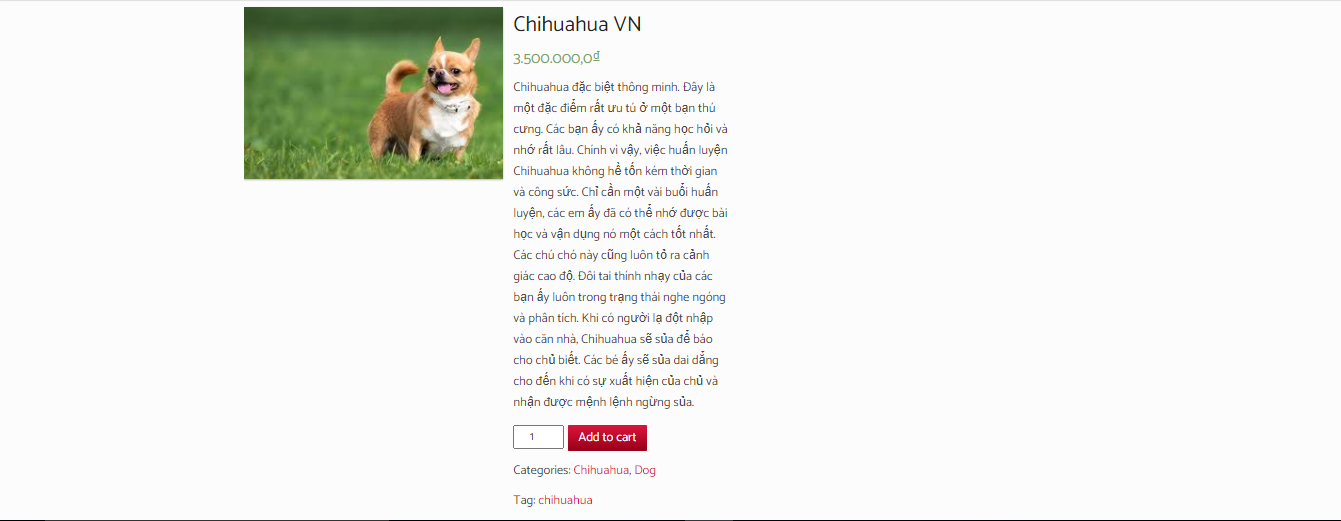 Chihuahua VN
3.500.000,0₫
Chihuahua đặc biệt thông minh. Đây là
một đặc điểm rất ưu tú ở một bạn thú
cưng. Các bạn ấy có khả năng học hỏi và
nhớ rất lâu. Chính vì vậy, việc huấn luyện
Chihuahua không hề tốn kém thời gian
và công sức. Chỉ cần một vài buổi huấn
luyện, các em ấy đã có thể nhớ được bài
học và vận dụng nó một cách tốt nhất.
Các chú chó này cũng luôn tỏ ra cảnh
giác cao độ. Đôi tai thính nhạy của các
bạn ấy luôn trong trạng thái nghe ngóng
và phân tích. Khi có người lạ đột nhập
vào căn nhà, Chihuahua sẽ sủa để báo
cho chủ biết. Các bé ấy sẽ sủa dai dẳng
cho đến khi có sự xuất hiện của chủ và
nhận được mệnh lệnh ngừng sủa.
1 Add to cart
Categories: Chihuahua, Dog
Tag: chihuahua